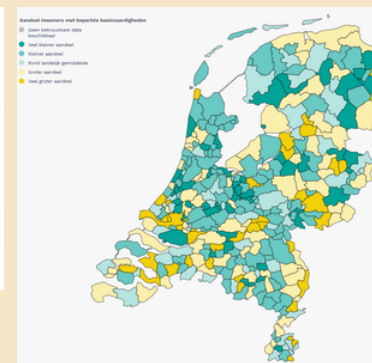 Aandeel inwoners met beperkte basisvaardigheden
Geen betrouwbare data
beschikbaar
Veel kleiner aandeel
Kleiner aandeel
Rond landelijk gemiddelde
Groter aandeel
Veel groter aandeel